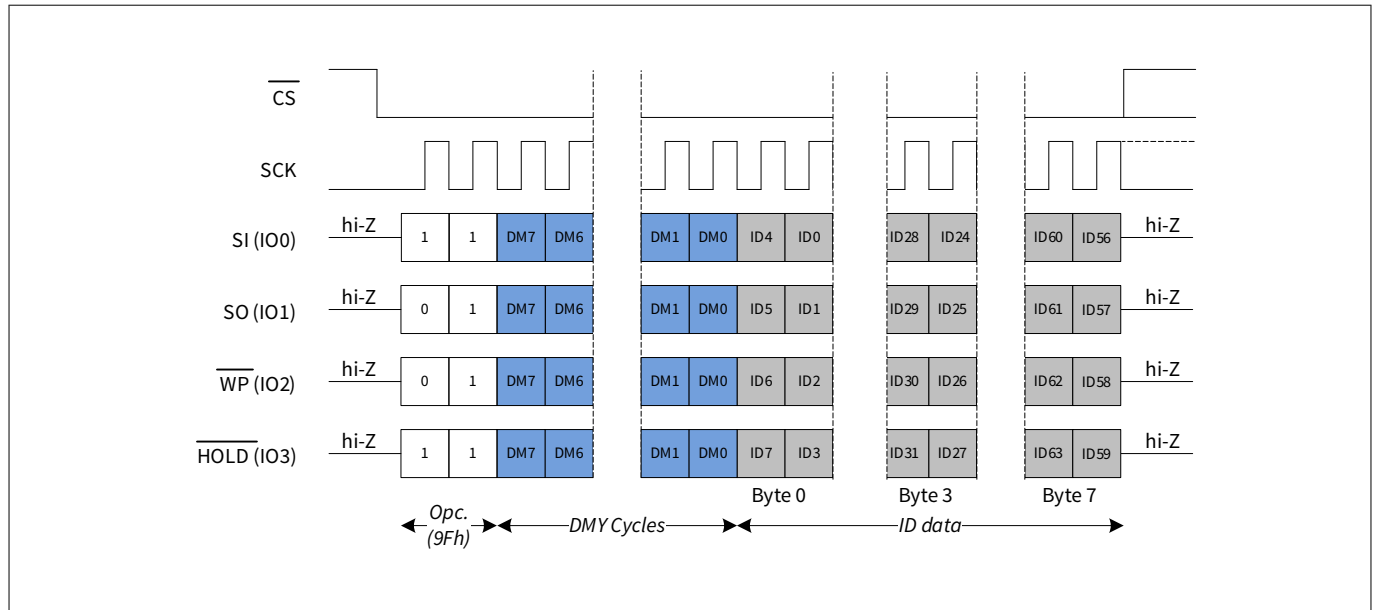 CS
SCK
SI (IO0) hi-Z 1 1 DM7 DM6 DM1 DM0 ID4 ID0 ID28 ID24 ID60 ID56 hi-Z
SO (IO1) hi-Z 0 1 DM7 DM6 DM1 DM0 ID5 ID1 ID29 ID25 ID61 ID57 hi-Z
WP (IO2) hi-Z 0 1 DM7 DM6 DM1 DM0 ID6 ID2 ID30 ID26 ID62 ID58 hi-Z
HOLD (IO3) hi-Z 1 1 DM7 DM6 DM1 DM0 ID7 ID3 ID31 ID27 ID63 ID59 hi-Z
Byte 0 Byte 3 Byte 7
Opc. DMY Cycles ID data
(9Fh)